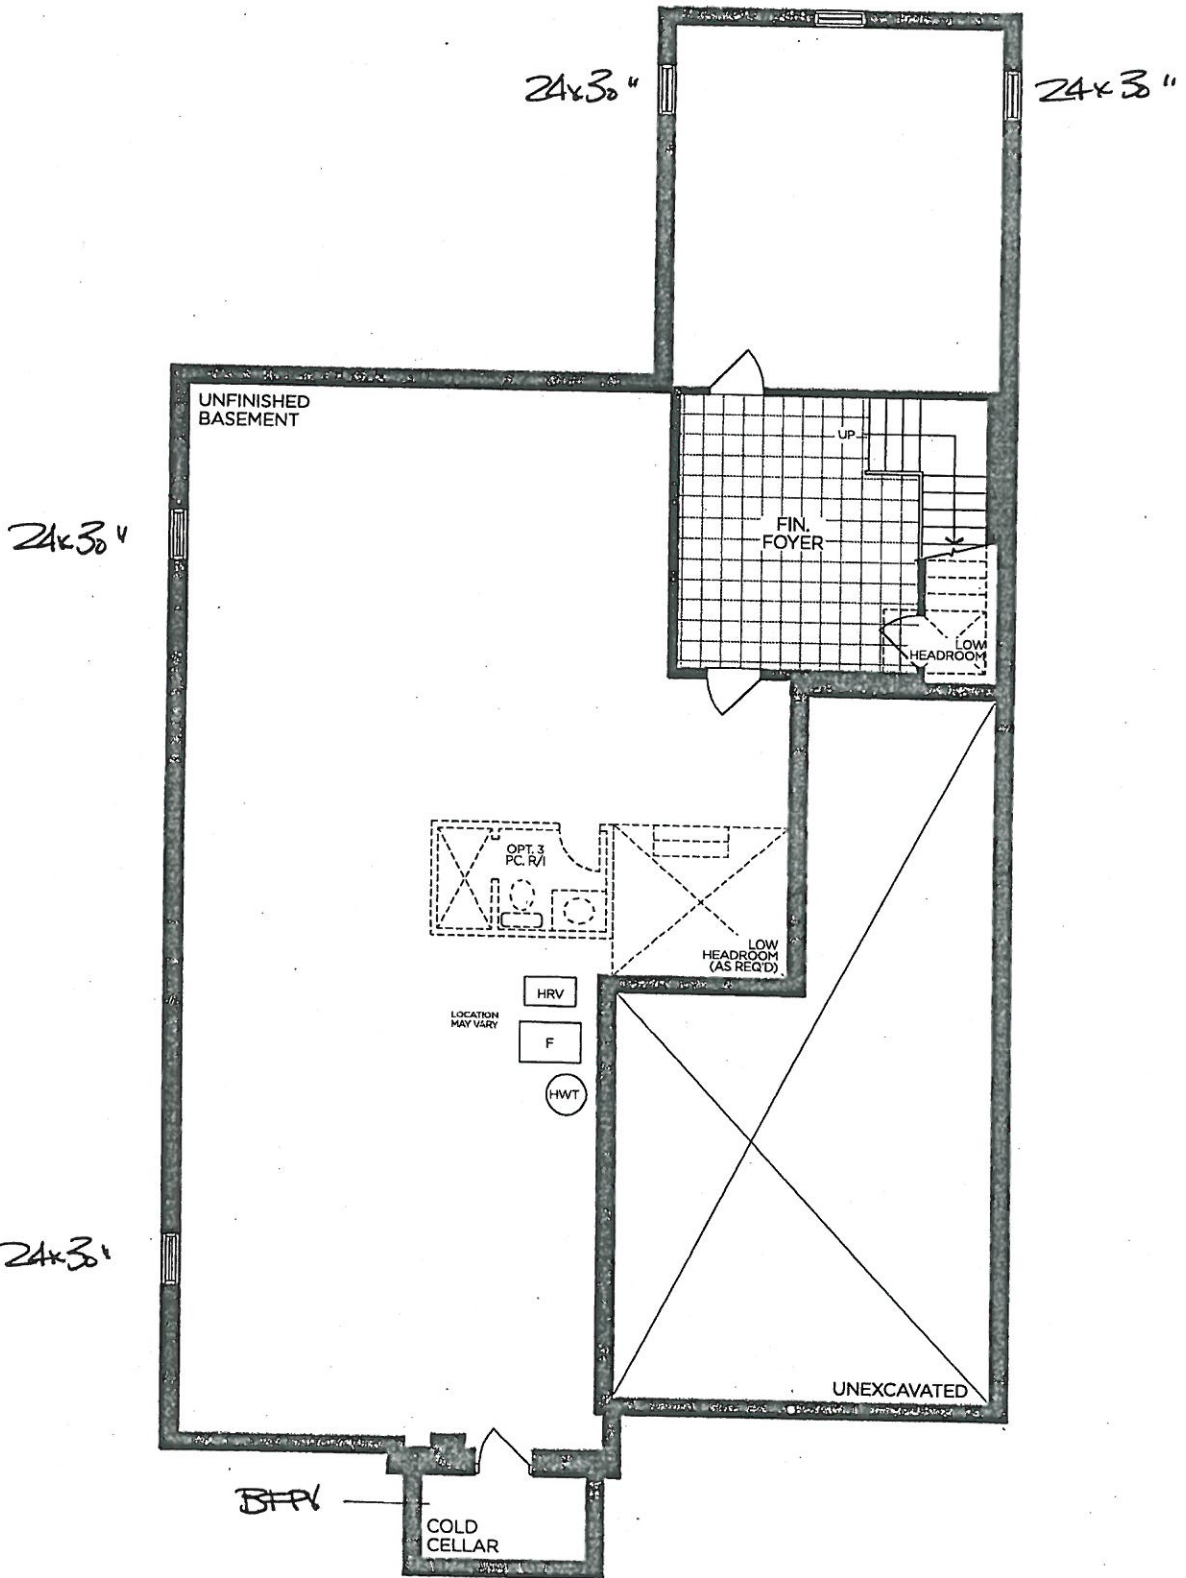 24x30"
24x30"
UNFINISHED
BASEMENT
UP
24x30"
FIN.
FOYER
LOW
HEADROOM
OPT. 3
PC. R/I
LOW
HEADROOM
(AS REQ'D)
HRV
LOCATION
MAY VARY
F
HWT
24x30"
UNEXCAVATED
BFPV
COLD
CELLAR